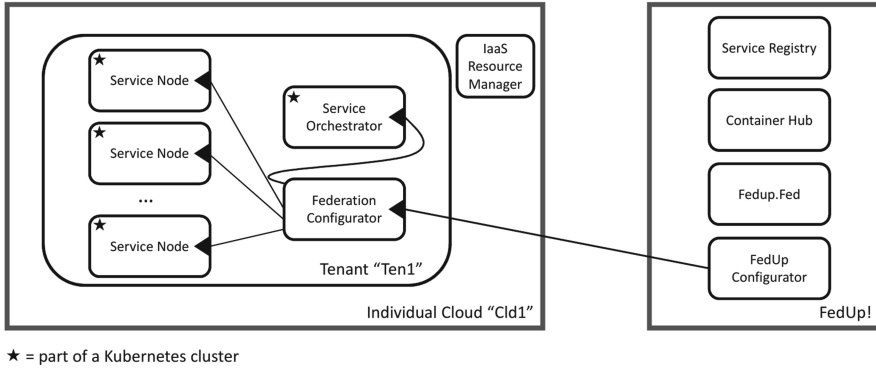 Service Node
Service Node
...
Service Node
Service
Orchestrator
Federation
Configurator
Tenant “Ten1”
IaaS
Resource
Manager
Individual Cloud “Cld1”
Service Registry
Container Hub
Fedup.Fed
FedUp
Configurator
FedUp!
★ = part of a Kubernetes cluster